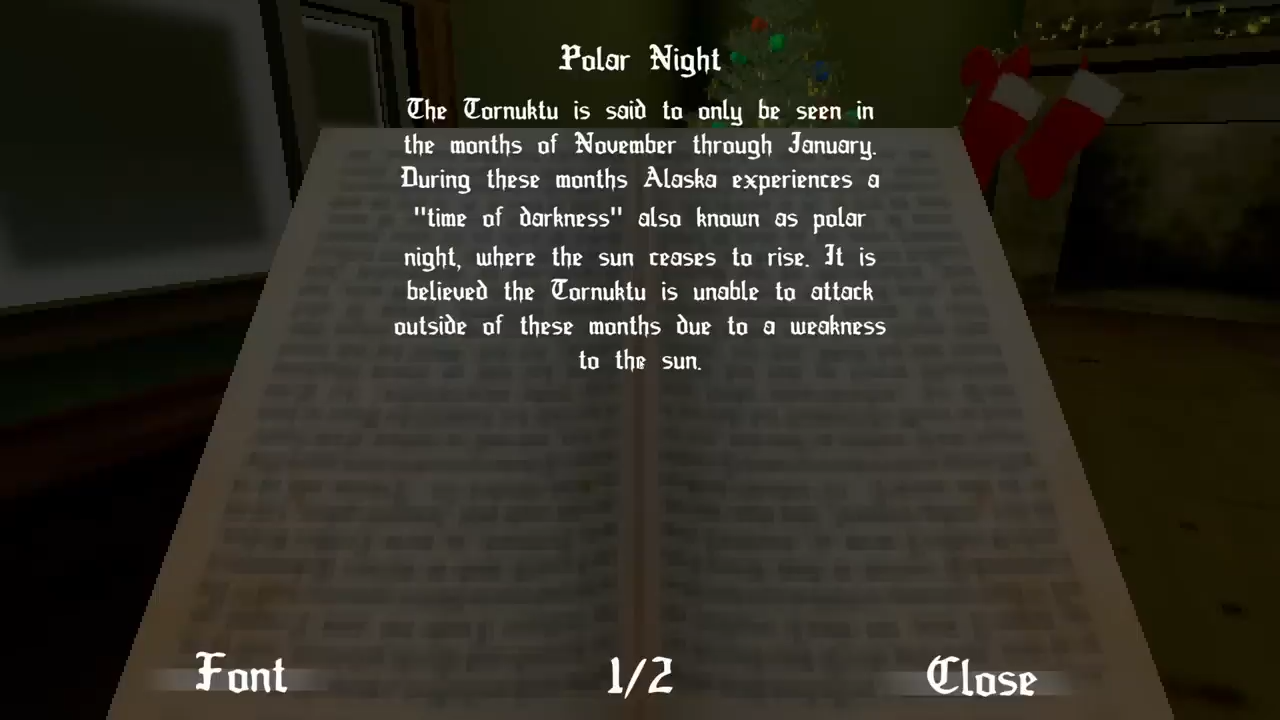 Polar Night
The Tornuktu is said to only be seen in
the months of November through January.
During these months Alaska experiences a
"time of darkness" also known as polar
night, where the sun ceases to rise. It is
believed the Tornuktu is unable to attack
outside of these months due to a weakness
to the sun.
Font
1/2
Close